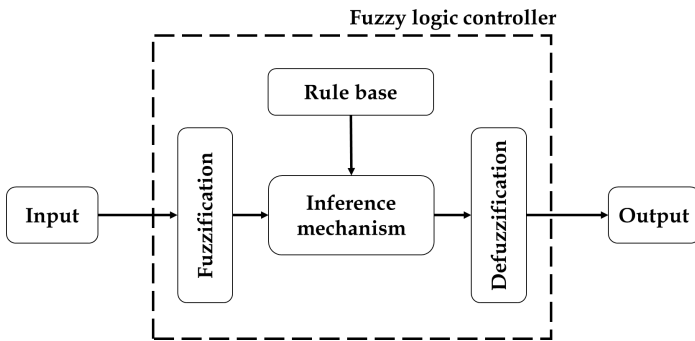 Fuzzy logic controller
Rule base
Input
Fuzzification
Inference
mechanism
Defuzzification
Output